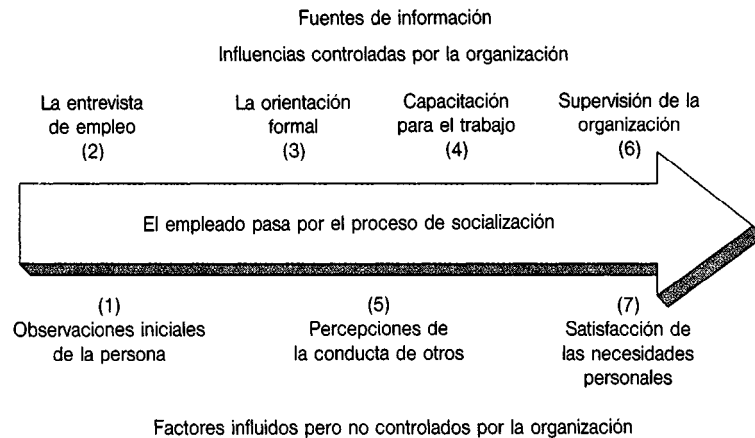 Fuentes de información
Influencias controladas por la organización
La entrevista
de empleo
(2)
La orientación
formal
(3)
Capacitación
para el trabajo
(4)
Supervisión de la
organización
(6)
El empleado pasa por el proceso de socialización
(1)
Observaciones iniciales
de la persona
(5)
Percepciones de
la conducta de otros
(7)
Satisfacción de
las necesidades
personales
Factores influidos pero no controlados por la organización